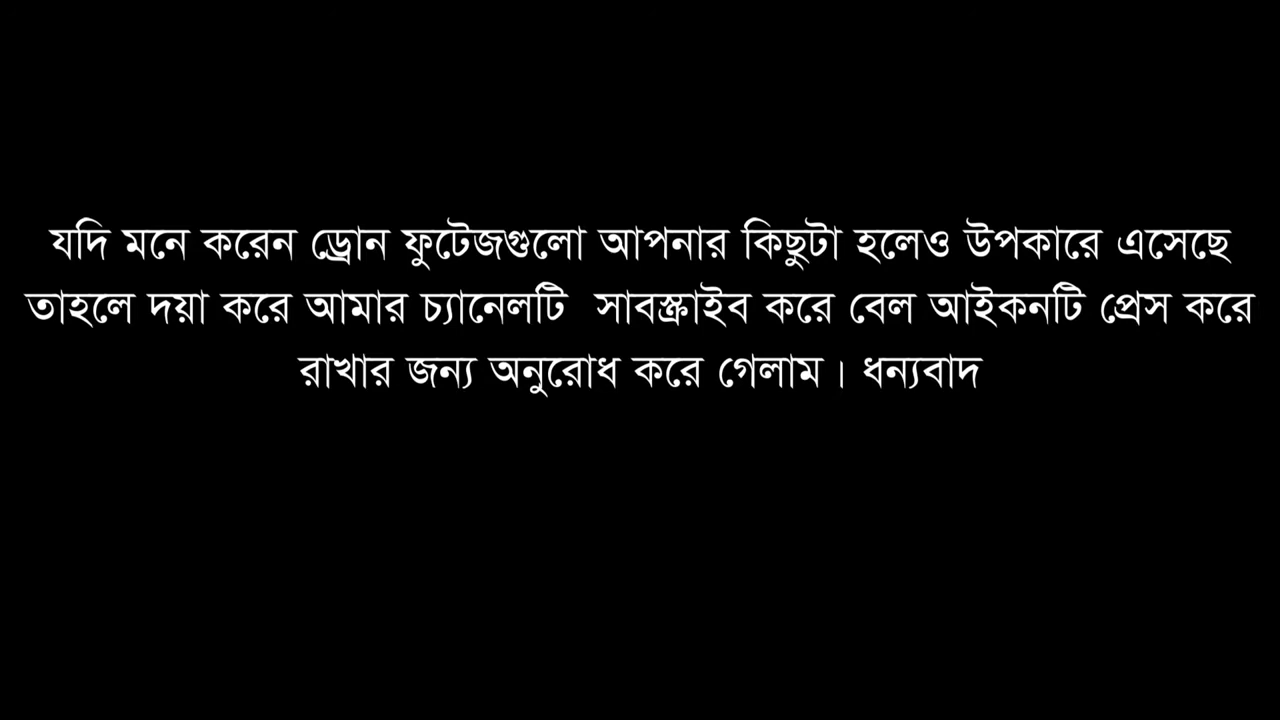 যদি মনে করেন ড্রোন ফুটেজগুলো আপনার কিছুটা হলেও উপকারে এসেছে
তাহলে দয়া করে আমার চ্যানেলটি সাবস্ক্রাইব করে বেল আইকনটি প্রেস করে
রাখার জন্য অনুরোধ করে গেলাম। ধন্যবাদ